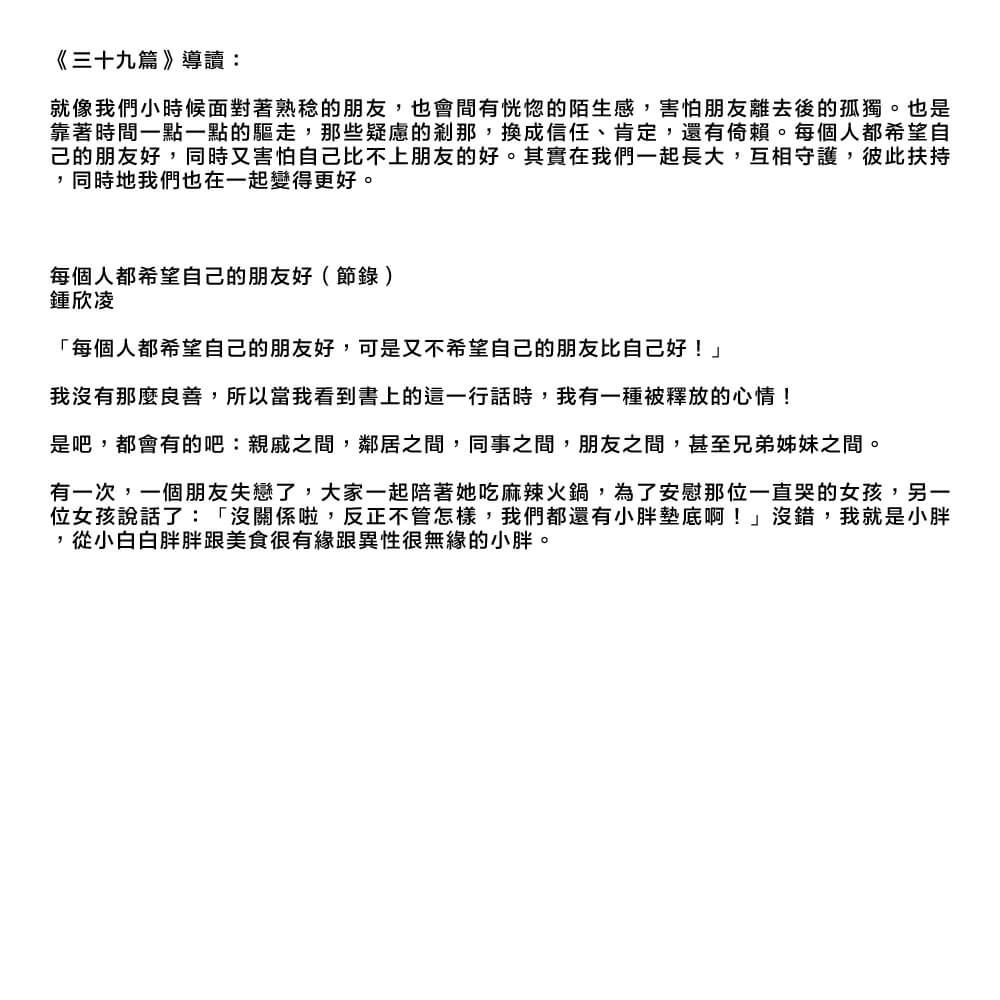 《三十九篇》導讀：
就像我們小時候面對著熟稔的朋友，也會間有恍惚的陌生感，害怕朋友離去後的孤獨。也是
靠著時間一點一點的驅走，那些疑慮的剎那，換成信任、肯定，還有倚賴。每個人都希望自
己的朋友好，同時又害怕自己比不上朋友的好。其實在我們一起長大，互相守護，彼此扶持
，同時地我們也在一起變得更好。
每個人都希望自己的朋友好（節錄）
鍾欣凌
「每個人都希望自己的朋友好，可是又不希望自己的朋友比自己好！」
我沒有那麼良善，所以當我看到書上的這一行話時，我有一種被釋放的心情！
是吧，都會有的吧：親戚之間，鄰居之間，同事之間，朋友之間，甚至兄弟姊妹之間。
有一次，一個朋友失戀了，大家一起陪著她吃麻辣火鍋，為了安慰那位一直哭的女孩，另一
位女孩說話了：「沒關係啦，反正不管怎樣，我們都還有小胖墊底啊！」沒錯，我就是小胖
，從小白白胖胖跟美食很有緣跟異性很無緣的小胖。